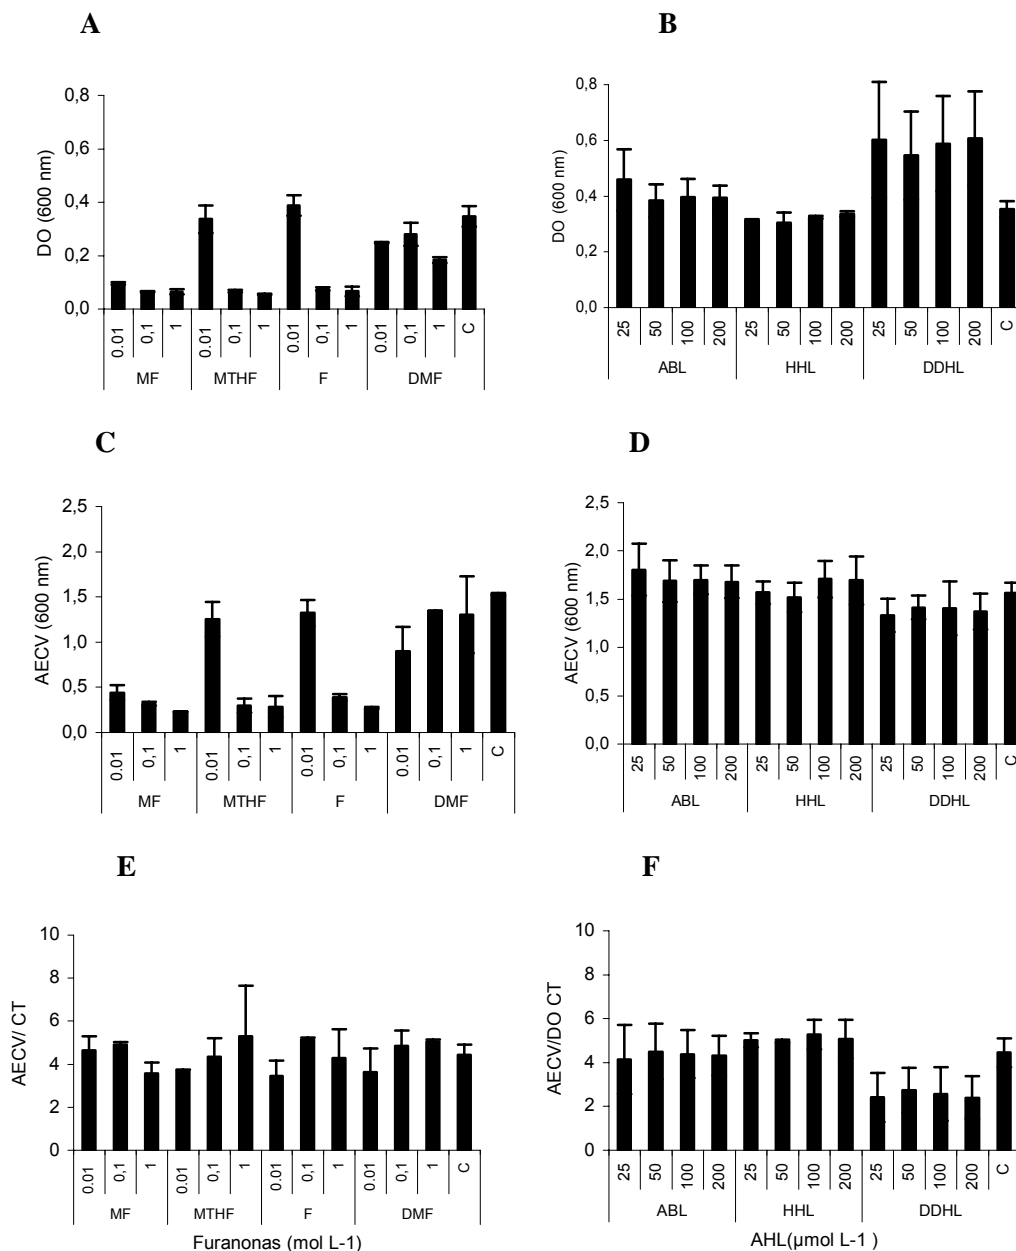 A
DO (600 nm)
0,8
0,6
0,4
0,2
0,0
0.01 0,1 1 0.01 0,1 1 0.01 0,1 1 0.01 0,1 1 C
MF MTHF F DMF
B
DO (600 nm)
0,8
0,6
0,4
0,2
0,0
25 50 100 200 25 50 100 200 25 50 100 200 C
ABL HHL DDHL
C
AECV (600 nm)
2,5
2,0
1,5
1,0
0,5
0,0
0.01 0,1 1 0.01 0,1 1 0.01 0,1 1 0.01 0,1 1 C
MF MTHF F DMF
D
AECV (600 nm)
2,5
2,0
1,5
1,0
0,5
0,0
25 50 100 200 25 50 100 200 25 50 100 200 C
ABL HHL DDHL
E
AECV/ CT
10
8
6
4
2
0
0.01 0,1 1 0.01 0,1 1 0.01 0,1 1 0.01 0,1 1 C
MF MTHF F DMF
Furanonas (mol L-1)
F
AECV/DO CT
10
8
6
4
2
0
25 50 100 200 25 50 100 200 25 50 100 200 C
ABL HHL DDHL
AHL(µmol L-1 )